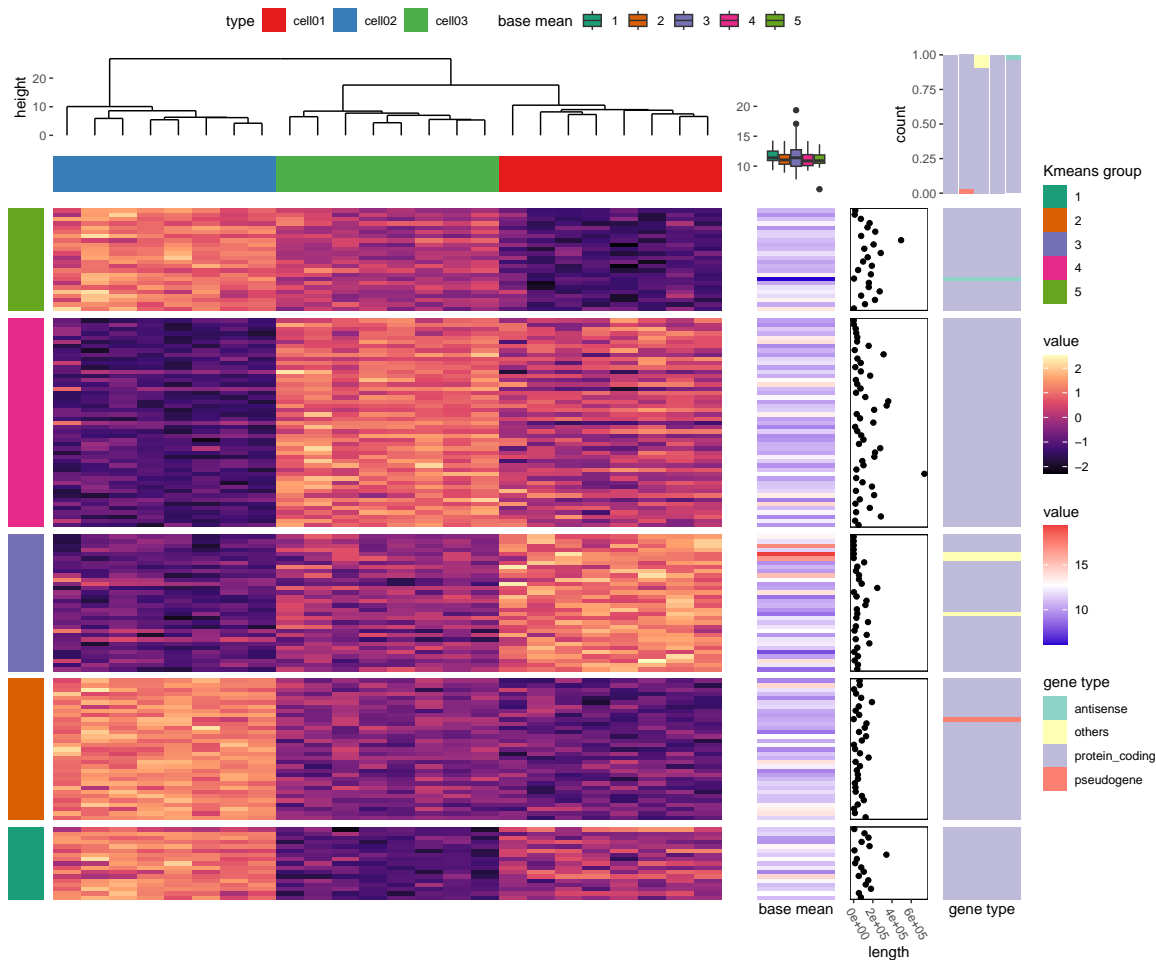 type cell01 cell02 cell03 base mean 1 2 3 4 5
height
20
10
0
20
15
10
count
1.00
0.75
0.50
0.25
0.00
Kmeans group
1
2
3
4
5
value
2
1
0
−1
−2
value
15
10
gene type
antisense
others
protein_coding
pseudogene
base mean
0e+00
2e+05
4e+05
6e+05
length
gene type